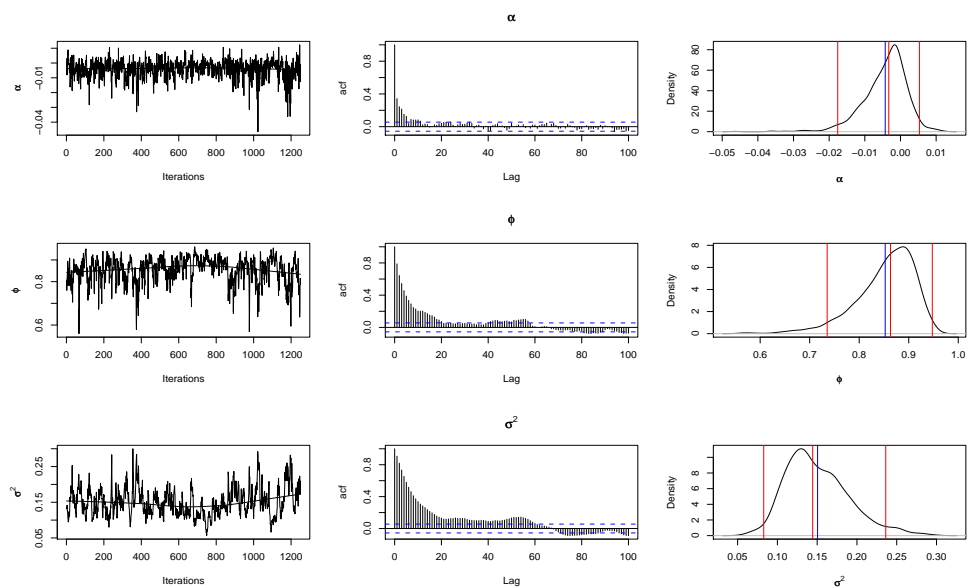 α
α
−0.04 −0.01
0 200 400 600 800 1000 1200
Iterations
acf
0.0 0.4 0.8
0 20 40 60 80 100
Lag
Density
0 20 40 60 80
−0.05 −0.04 −0.03 −0.02 −0.01 0.00 0.01
α
ϕ
ϕ
0.6 0.8
0 200 400 600 800 1000 1200
Iterations
acf
0.0 0.4 0.8
0 20 40 60 80 100
Lag
Density
0 2 4 6 8
0.6 0.7 0.8 0.9 1.0
ϕ
σ²
σ²
0.05 0.15 0.25
0 200 400 600 800 1000 1200
Iterations
acf
0.0 0.4 0.8
0 20 40 60 80 100
Lag
Density
0 2 4 6 8 10
0.05 0.10 0.15 0.20 0.25 0.30
σ²